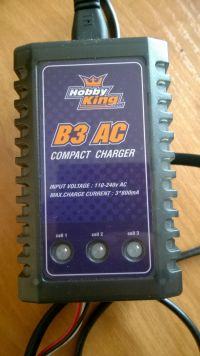 Hobby
King
B3 AC
COMPACT CHARGER
INPUT VOLTAGE : 110-240v AC
MAX.CHARGE CURRENT : 3*800mA
cell 1 cell 2 cell 3